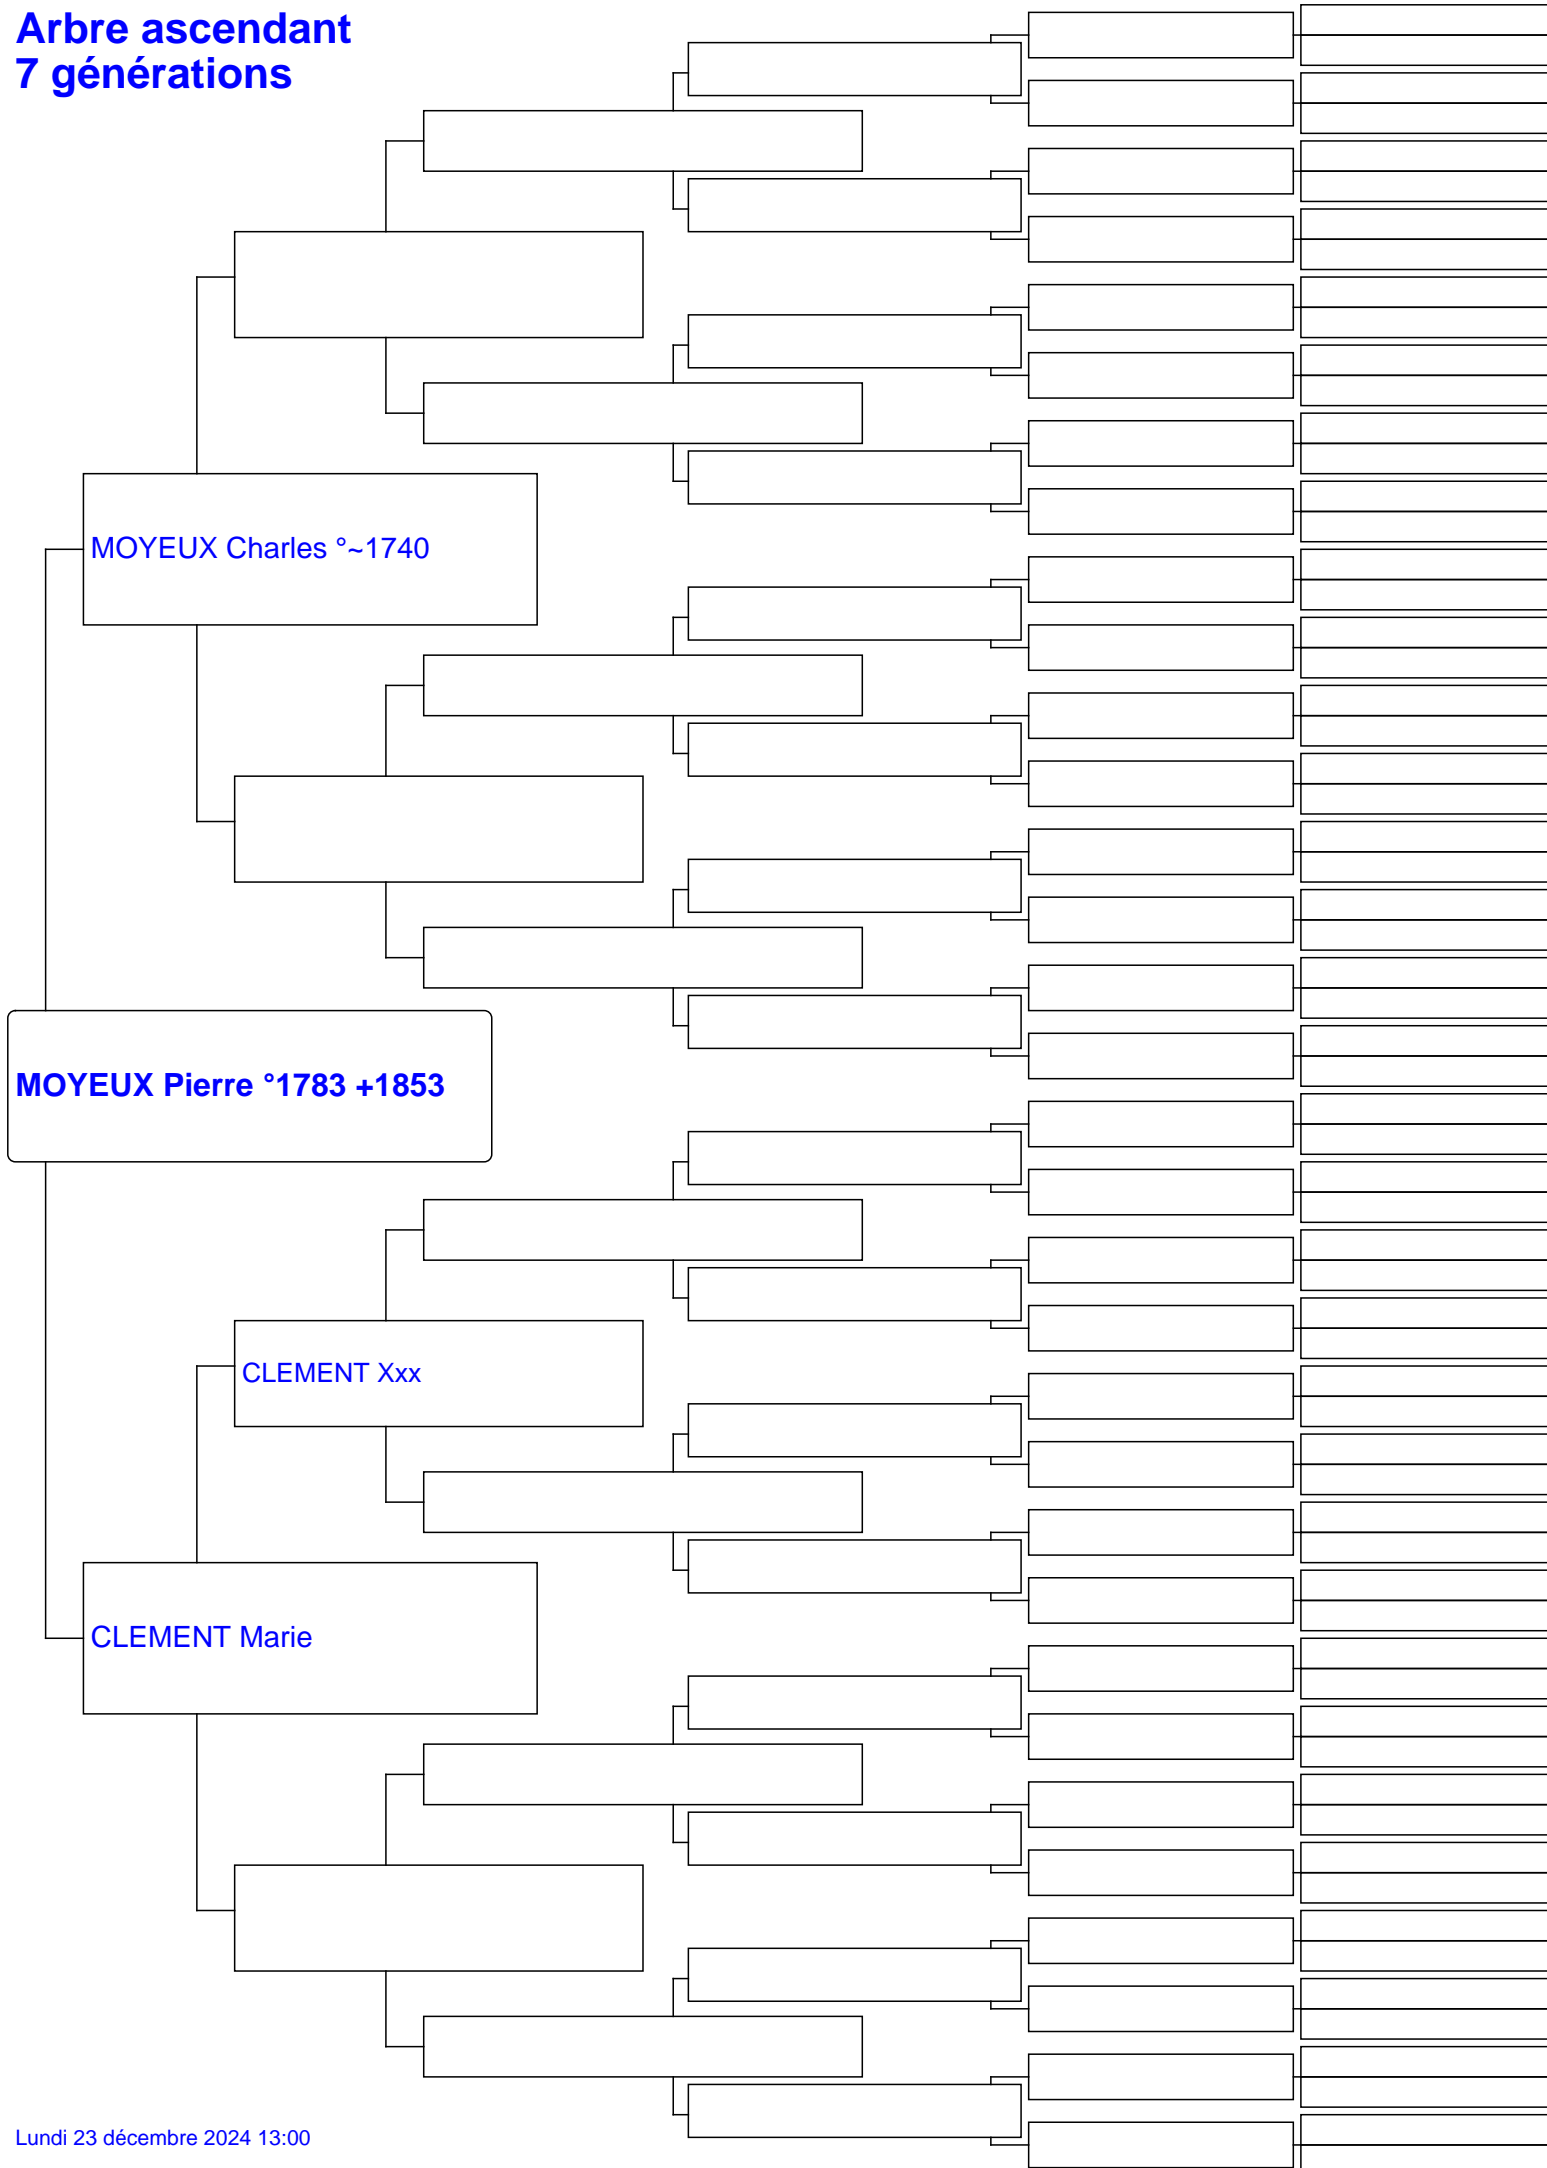 Arbre ascendant
7 générations
MOYEUX Charles °~1740
MOYEUX Pierre °1783 +1853
CLEMENT Xxx
CLEMENT Marie
Lundi 23 décembre 2024 13:00